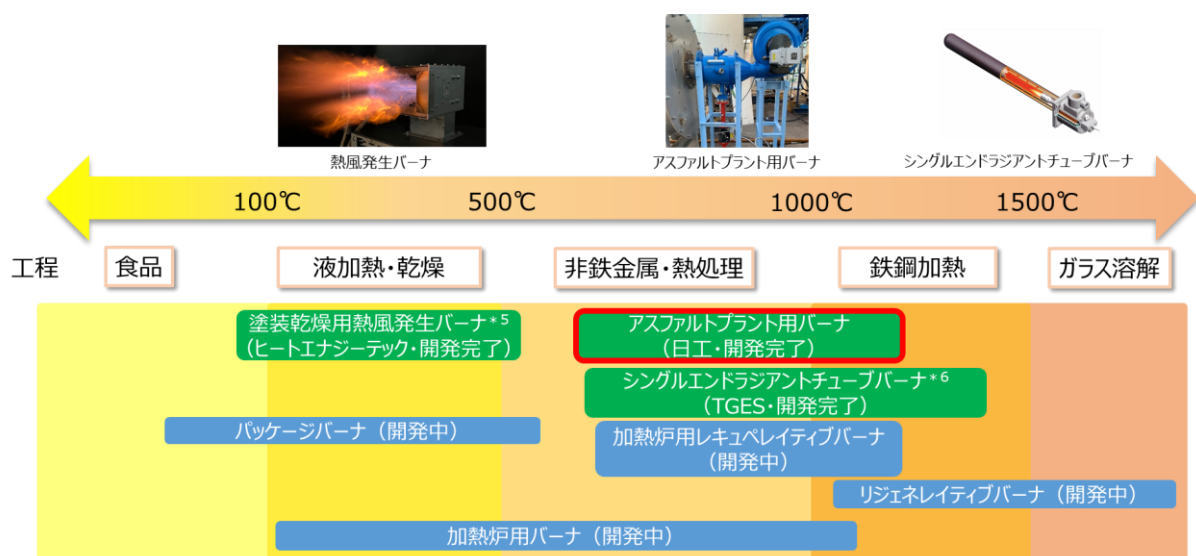 熱風発生バーナ
アスファルトプラント用バーナ
シングルエンドラジアントチューブバーナ
100℃
500℃
1000℃
1500℃
工程
食品
液加熱・乾燥
非鉄金属・熱処理
鉄鋼加熱
ガラス溶解
塗装乾燥用熱風発生バーナ*5
(ヒートエナジーテック・開発完了)
アスファルトプラント用バーナ
(日工・開発完了)
シングルエンドラジアントチューブバーナ*6
(TGES・開発完了)
パッケージバーナ（開発中）
加熱炉用レキュペレイティブバーナ
（開発中）
リジェネレイティブバーナ（開発中）
加熱炉用バーナ（開発中）